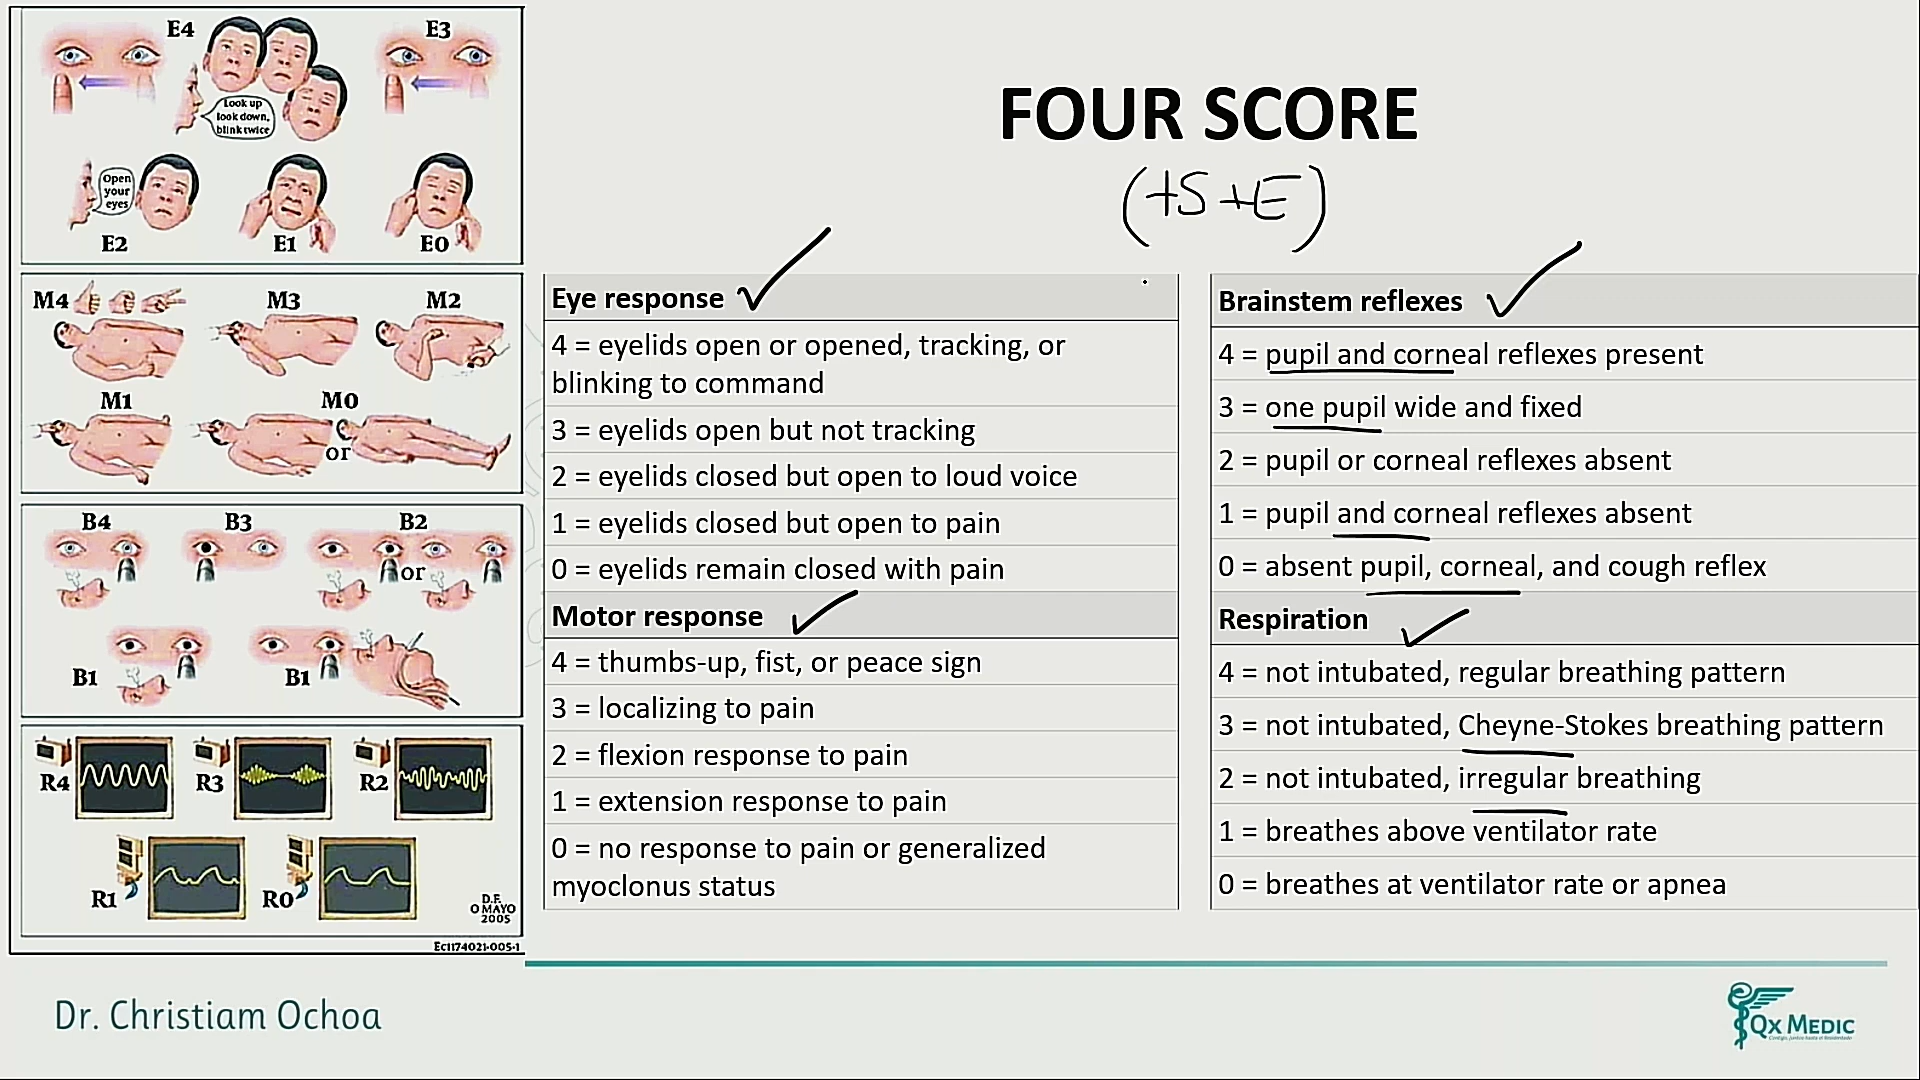 E4
E3
Look up
look down,
blink twice
Open
your
eyes
E2
E1
E0
M4
M3
M2
M1
M0
or
B4
B3
B2
or
B1
B1
R4
R3
R2
R1
R0
D.F.
© MAYO
2005
Ec1174021-005-1
FOUR SCORE
(+S +E)
Eye response
4 = eyelids open or opened, tracking, or
blinking to command
3 = eyelids open but not tracking
2 = eyelids closed but open to loud voice
1 = eyelids closed but open to pain
0 = eyelids remain closed with pain
Motor response
4 = thumbs-up, fist, or peace sign
3 = localizing to pain
2 = flexion response to pain
1 = extension response to pain
0 = no response to pain or generalized
myoclonus status
Brainstem reflexes
4 = pupil and corneal reflexes present
3 = one pupil wide and fixed
2 = pupil or corneal reflexes absent
1 = pupil and corneal reflexes absent
0 = absent pupil, corneal, and cough reflex
Respiration
4 = not intubated, regular breathing pattern
3 = not intubated, Cheyne-Stokes breathing pattern
2 = not intubated, irregular breathing
1 = breathes above ventilator rate
0 = breathes at ventilator rate or apnea
Dr. Christiam Ochoa
Qx MEDIC